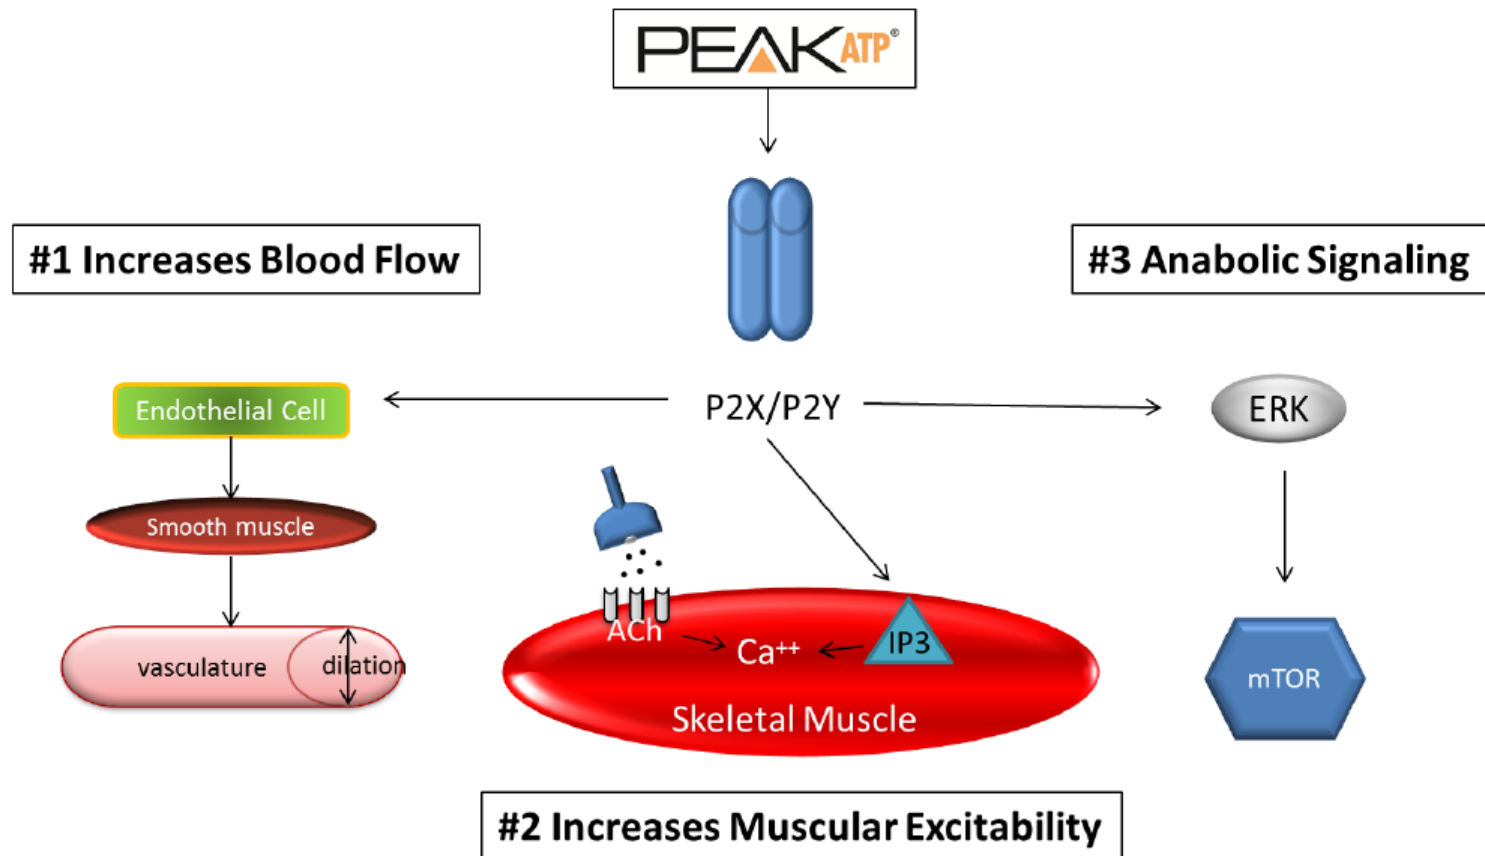 PEAK ATP®
#1 Increases Blood Flow
#3 Anabolic Signaling
Endothelial Cell
P2X/P2Y
ERK
Smooth muscle
ACh
Ca⁺⁺
IP3
vasculature
dilation
mTOR
Skeletal Muscle
#2 Increases Muscular Excitability